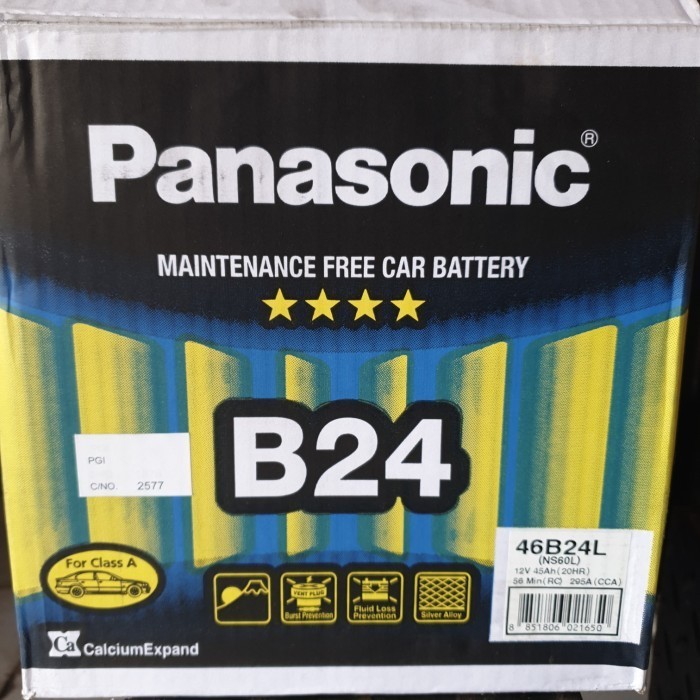 Panasonic®
MAINTENANCE FREE CAR BATTERY
B24
PGI
C/NO. 2577
For Class A
VENT PLUG
Burst Prevention
Fluid Loss
Prevention
Silver Alloy
46B24L
(NS60L)
12V 45Ah(20HR)
56 Min(RC) 295A(CCA)
8 851806 021650
Ca CalciumExpand